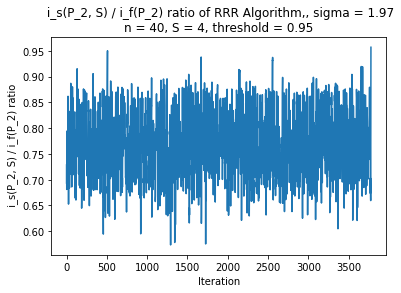 i_s(P_2, S) / i_f(P_2) ratio of RRR Algorithm,, sigma = 1.97
n = 40, S = 4, threshold = 0.95
i_s(P_2, S) / i_f(P_2) ratio
0.95
0.90
0.85
0.80
0.75
0.70
0.65
0.60
0 500 1000 1500 2000 2500 3000 3500
Iteration